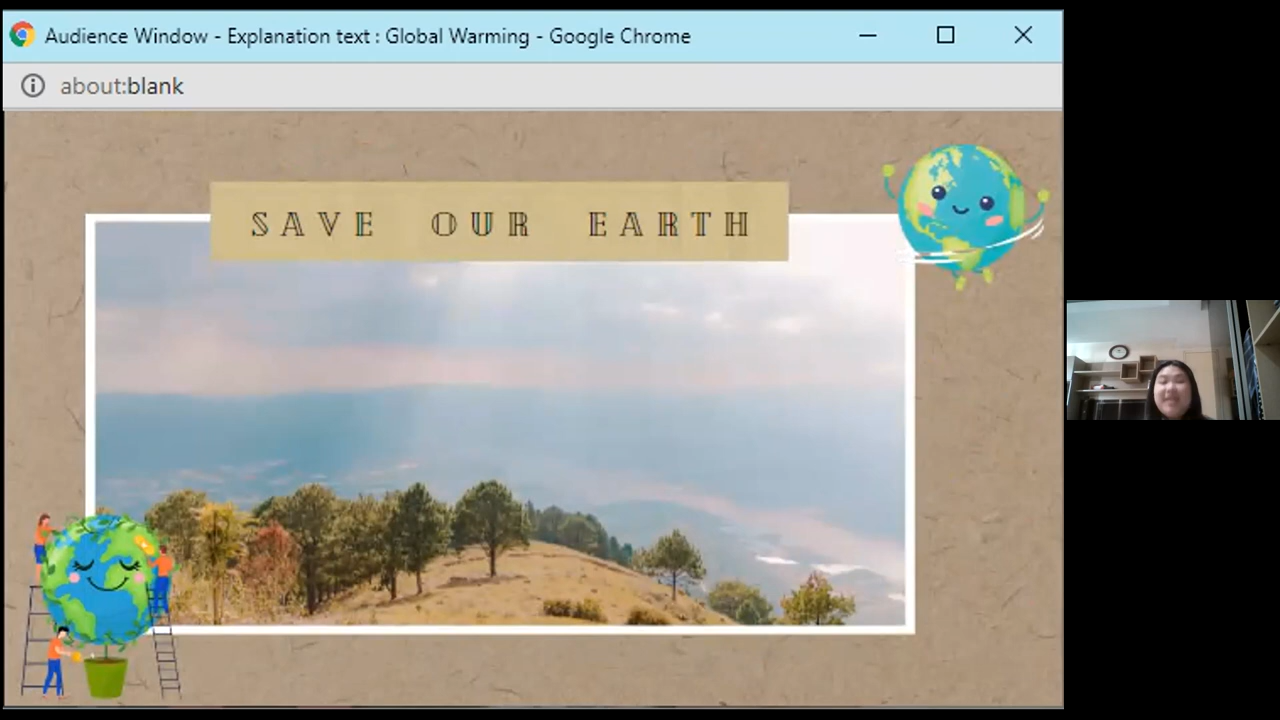 Audience Window - Explanation text : Global Warming - Google Chrome
about:blank
SAVE OUR EARTH